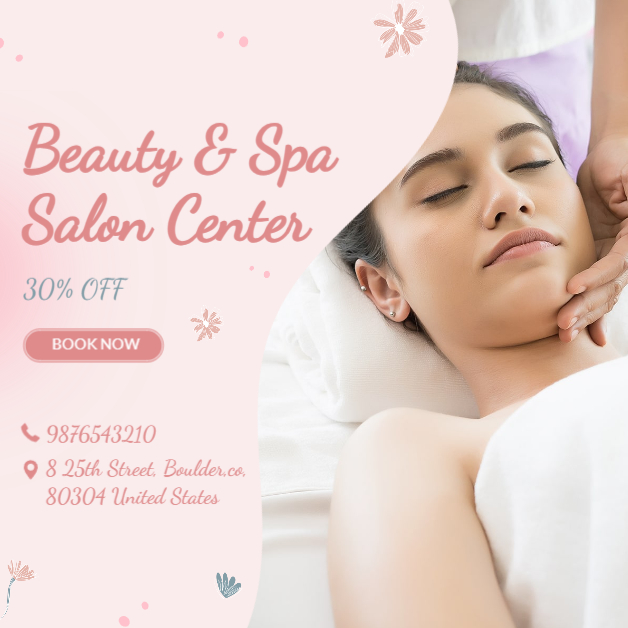 Beauty & Spa
Salon Center
30% OFF
BOOK NOW
9876543210
8 25th Street, Boulder,co,
80304 United States